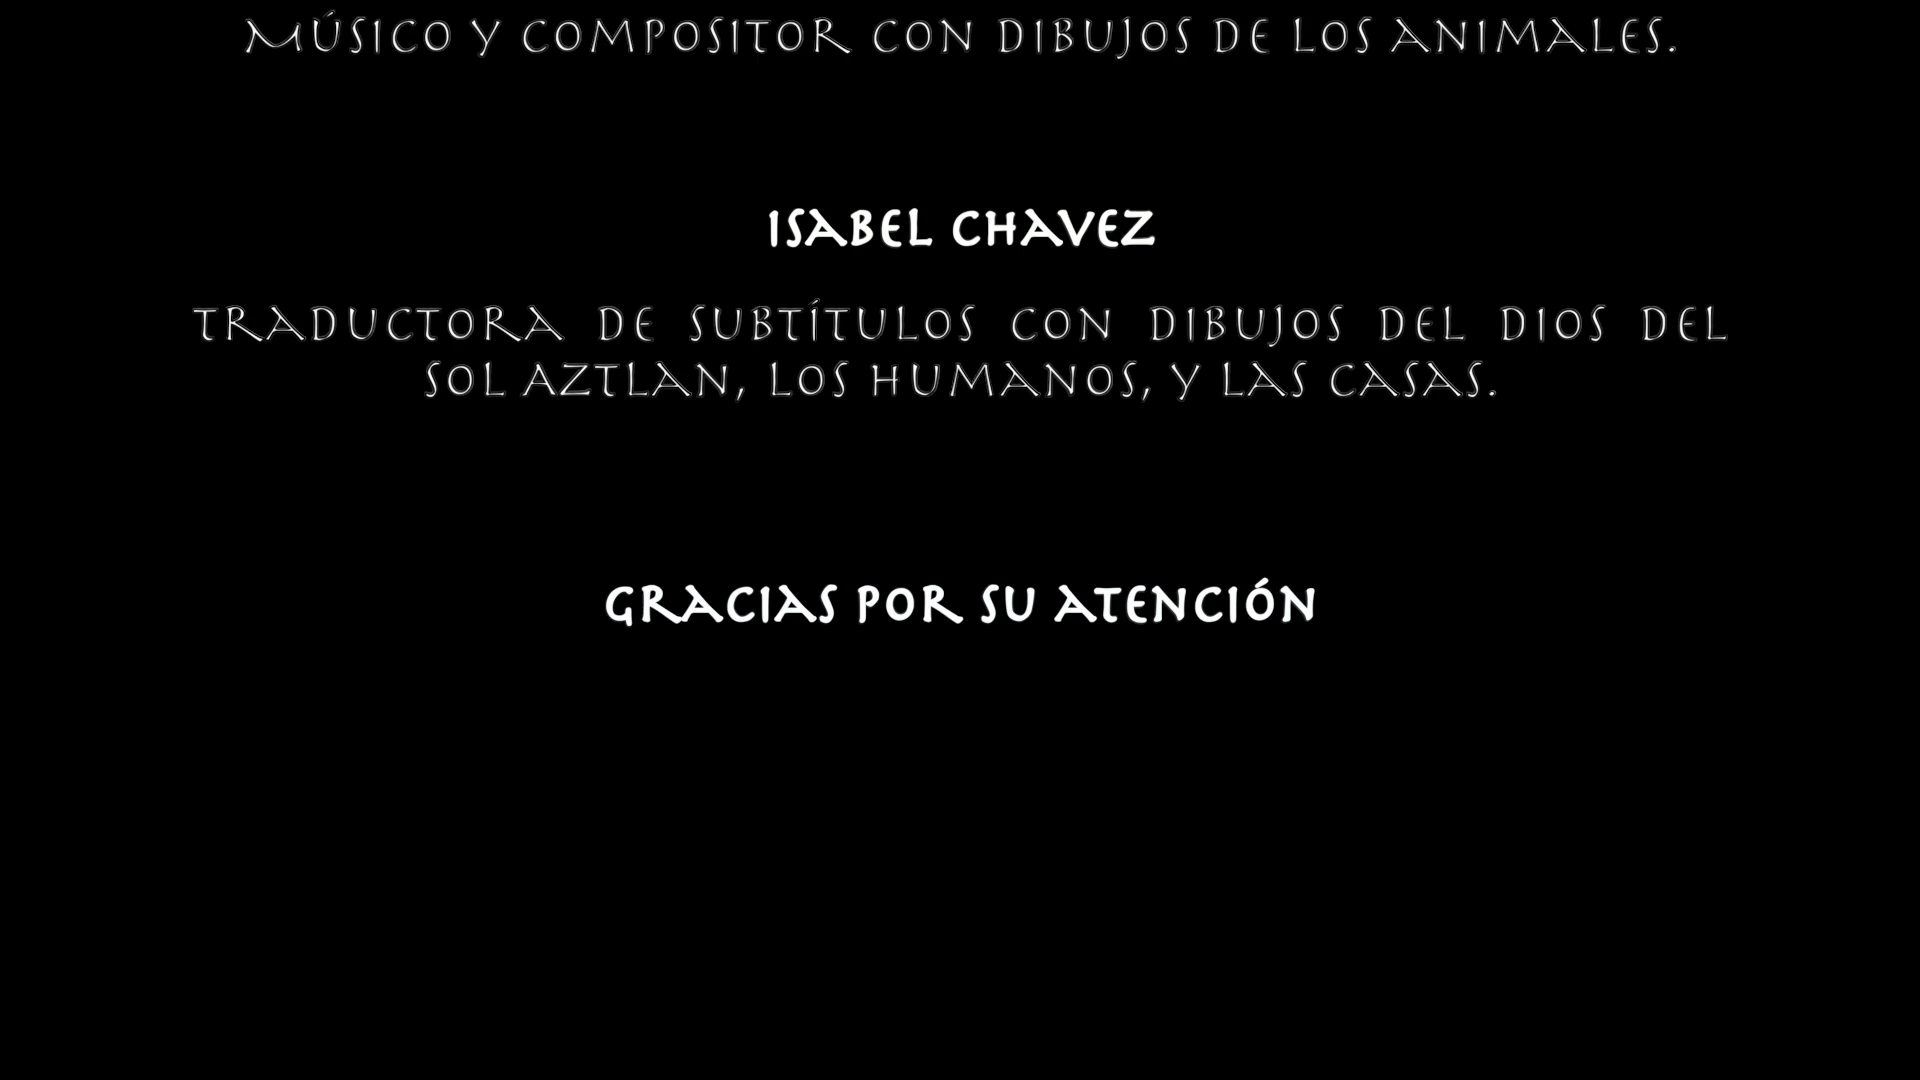 Músico y compositor con dibujos de los animales.
Isabel Chavez
Traductora de subtítulos con dibujos del dios del
sol Aztlan, los humanos, y las casas.
Gracias por su atención